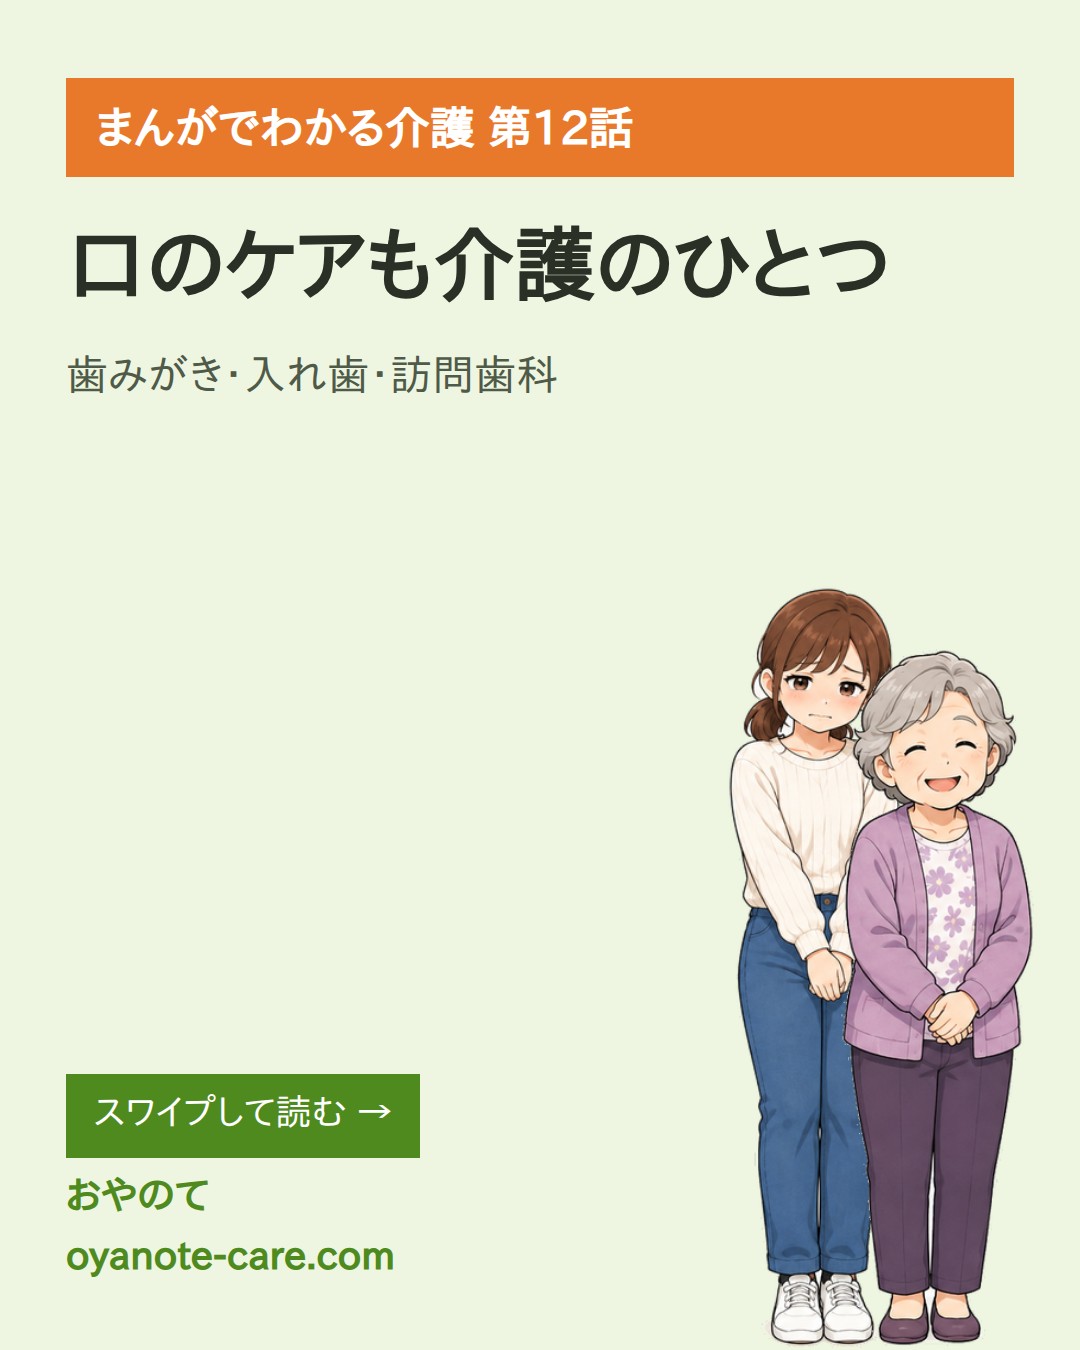 まんがでわかる介護 第12話
口のケアも介護のひとつ
歯みがき・入れ歯・訪問歯科
スワイプして読む →
おやのて
oyanote-care.com